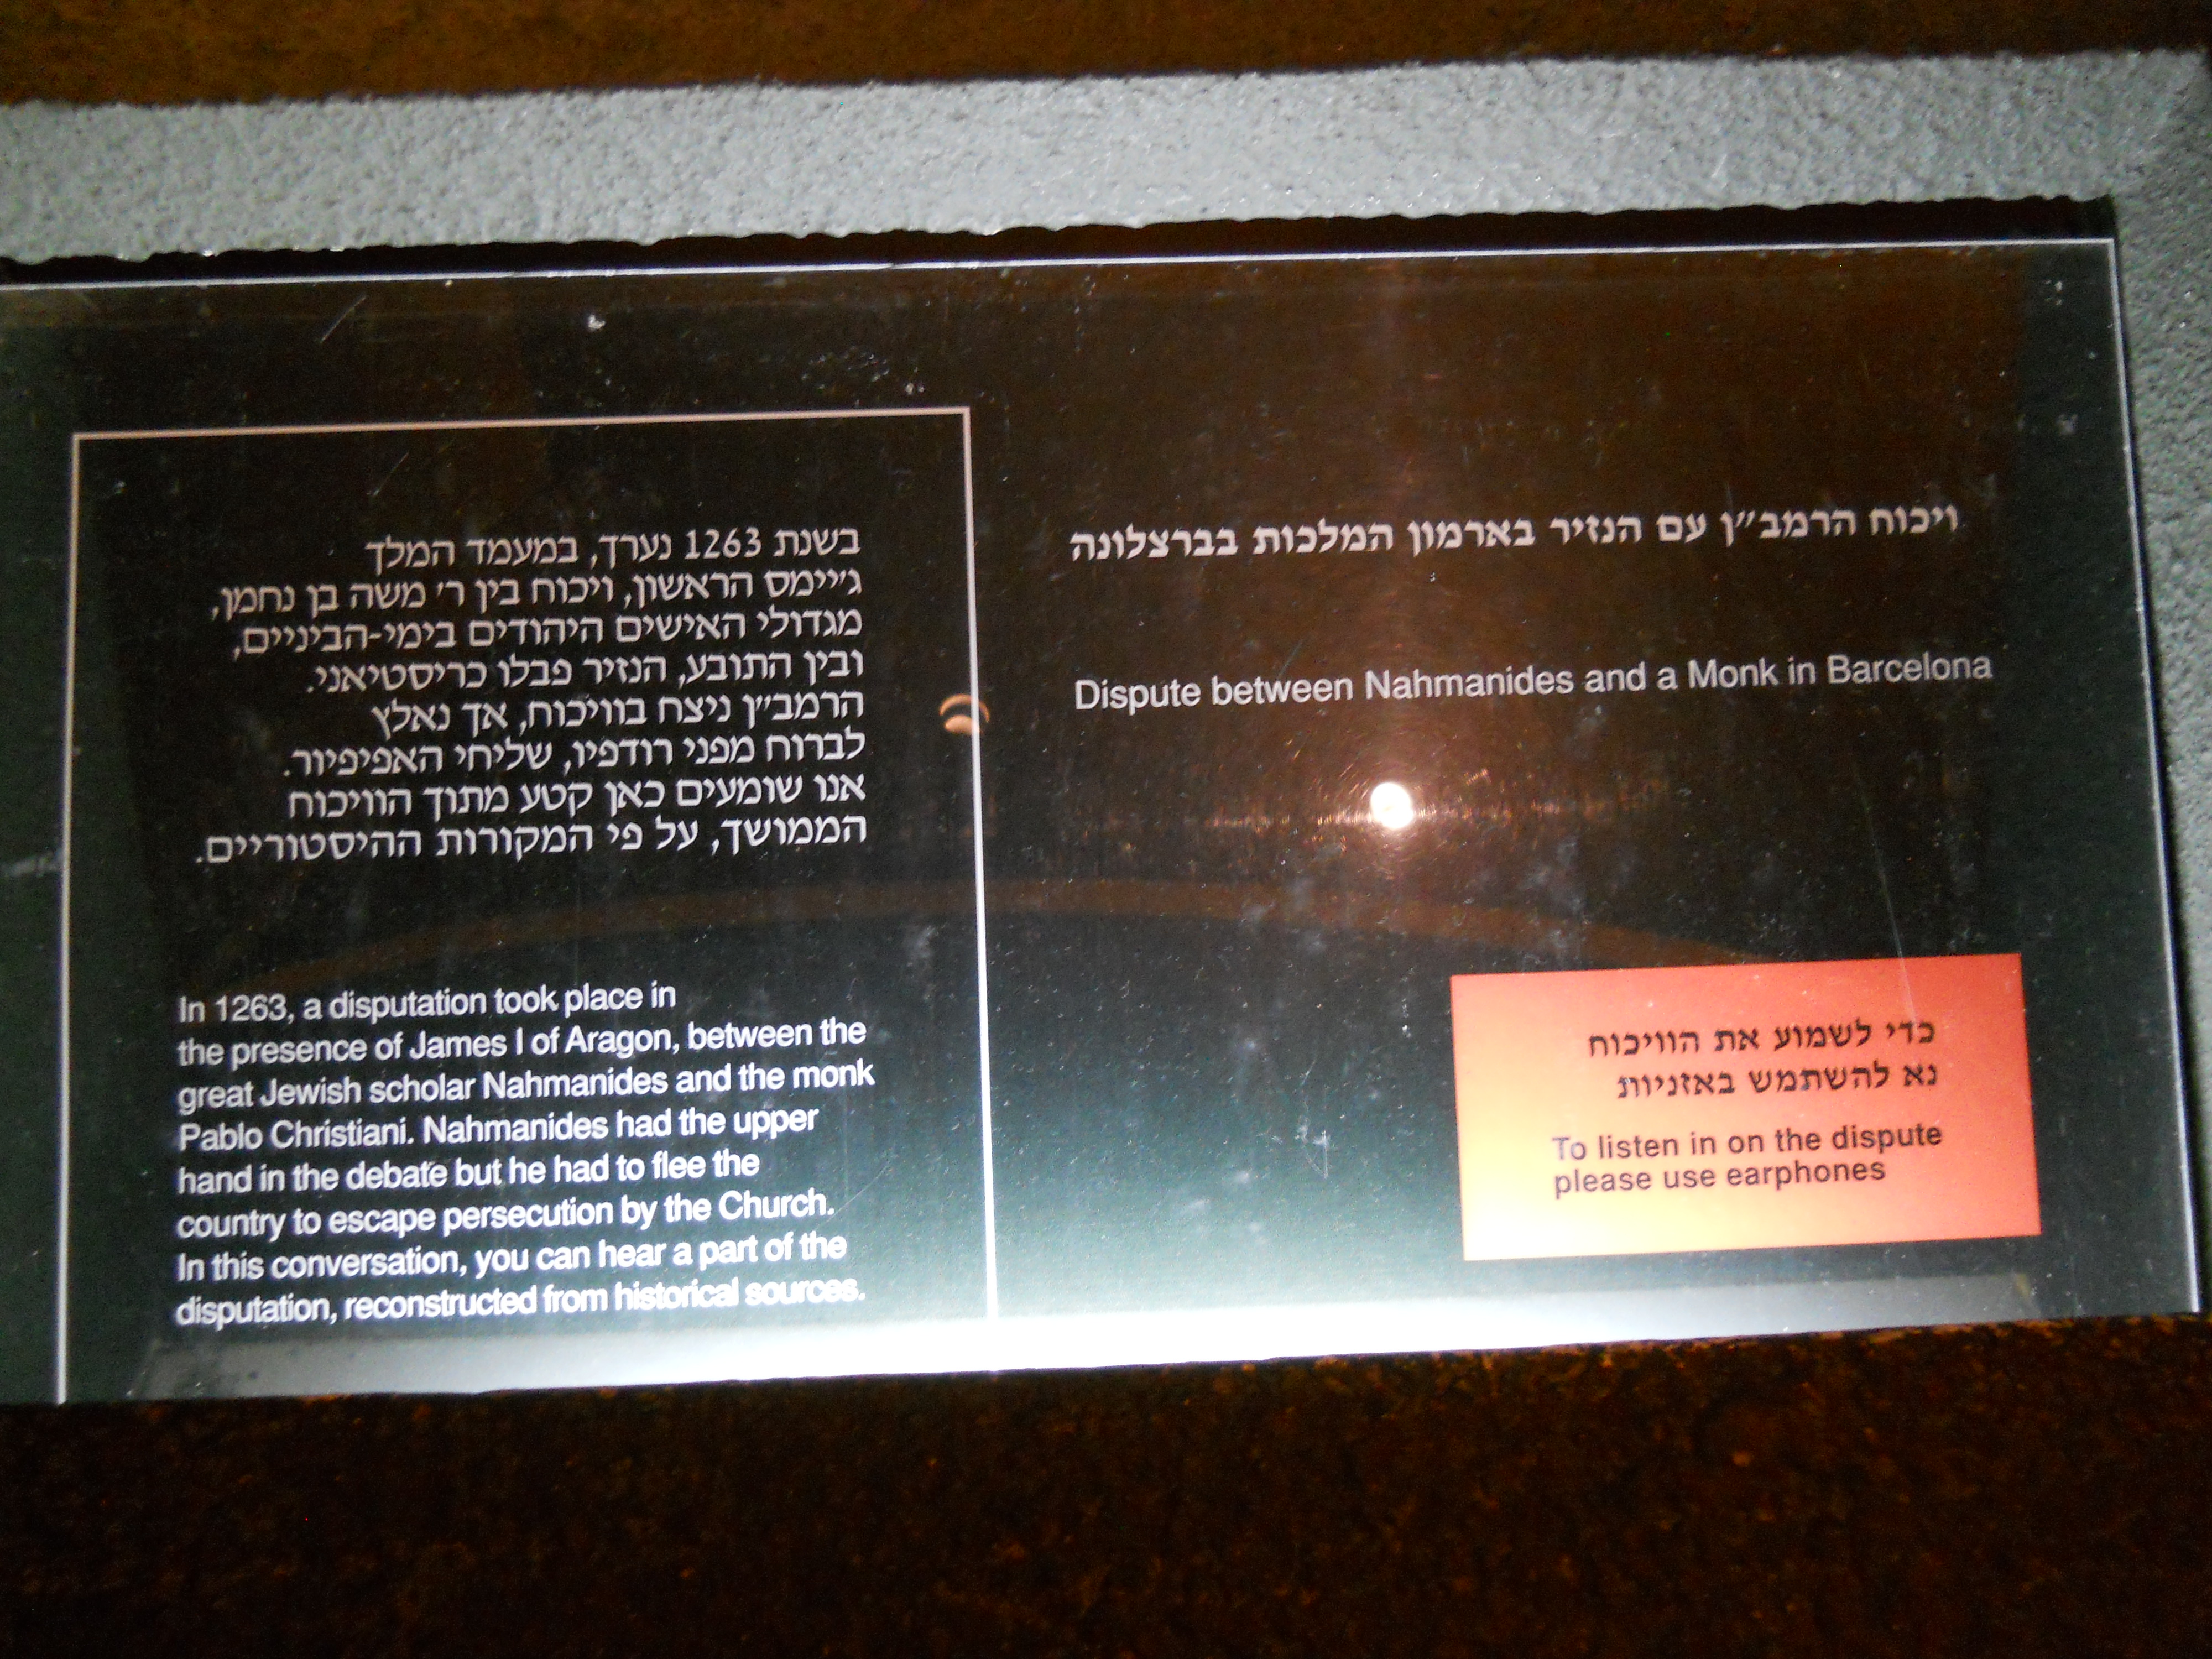 ויכוח הרמב״ן עם הנזיר בארמון המלכות בברצלונה
Dispute between Nahmanides and a Monk in Barcelona
בשנת 1263 נערך, במעמד המלך
ג׳יימס הראשון, ויכוח בין ר׳ משה בן נחמן,
מגדולי האישים היהודים בימי-הביניים,
ובין התובע, הנזיר פבלו כריסטיאני.
הרמב״ן ניצח בוויכוח, אך נאלץ
לברוח מפני רודפיו, שליחי האפיפיור.
אנו שומעים כאן קטע מתוך הוויכוח
הממושך, על פי המקורות ההיסטוריים.
In 1263, a disputation took place in
the presence of James I of Aragon, between the
great Jewish scholar Nahmanides and the monk
Pablo Christiani. Nahmanides had the upper
hand in the debate but he had to flee the
country to escape persecution by the Church.
In this conversation, you can hear a part of the
disputation, reconstructed from historical sources.
כדי לשמוע את הוויכוח
נא להשתמש באזניות
To listen in on the dispute
please use earphones